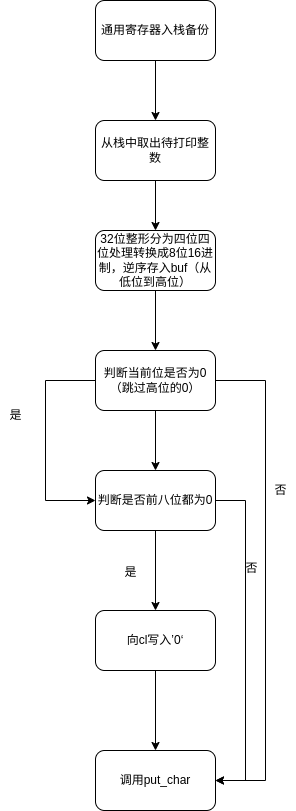 通用寄存器入栈备份
从栈中取出待打印整
数
32位整形分为四位四
位处理转换成8位16进
制，逆序存入buf（从
低位到高位）
判断当前位是否为0
（跳过高位的0）
是
否
判断是否前八位都为0
是
否
向cl写入’0‘
调用put_char